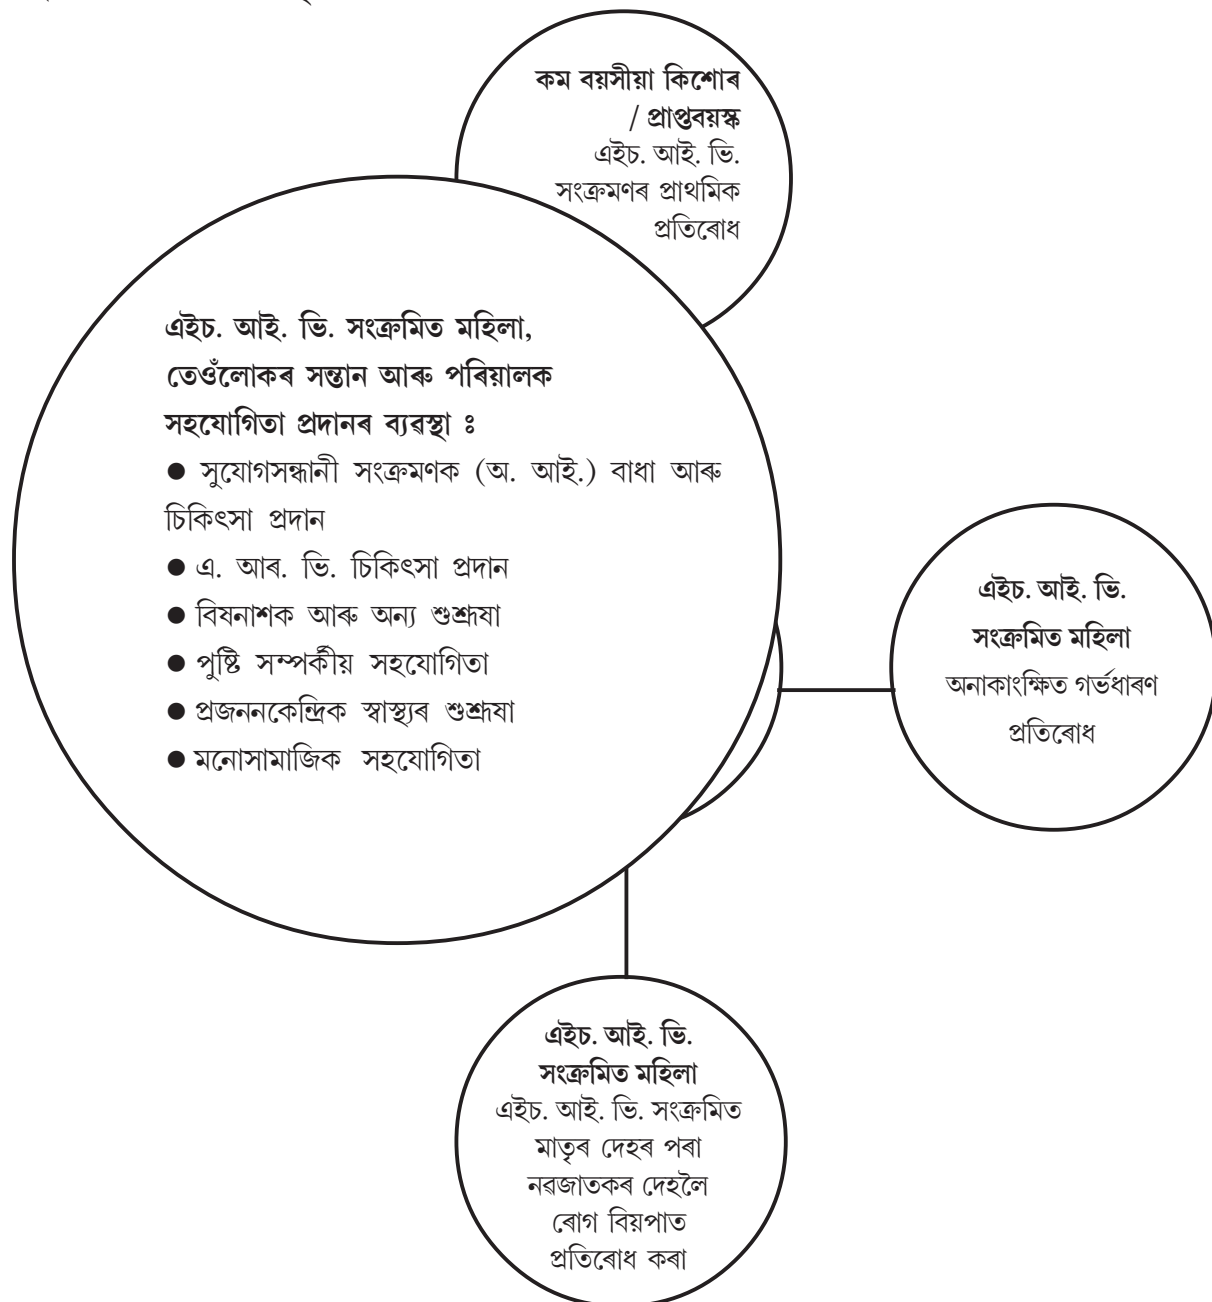 কম বয়সীয়া কিশোৰ
/ প্ৰাপ্তবয়স্ক
এইচ. আই. ভি.
সংক্ৰমণৰ প্ৰাথমিক
প্ৰতিৰোধ
এইচ. আই. ভি. সংক্ৰমিত মহিলা,
তেওঁলোকৰ সন্তান আৰু পৰিয়ালক
সহযোগিতা প্ৰদানৰ ব্যৱস্থা ঃ
● সুযোগসন্ধানী সংক্ৰমণক (অ. আই.) বাধা আৰু
চিকিৎসা প্ৰদান
● এ. আৰ. ভি. চিকিৎসা প্ৰদান
● বিষনাশক আৰু অন্য শুশ্ৰূষা
● পুষ্টি সম্পৰ্কীয় সহযোগিতা
● প্ৰজননকেন্দ্ৰিক স্বাস্থ্যৰ শুশ্ৰূষা
● মনোসামাজিক সহযোগিতা
এইচ. আই. ভি.
সংক্ৰমিত মহিলা
অনাকাংক্ষিত গৰ্ভধাৰণ
প্ৰতিৰোধ
এইচ. আই. ভি.
সংক্ৰমিত মহিলা
এইচ. আই. ভি. সংক্ৰমিত
মাতৃৰ দেহৰ পৰা
নৱজাতকৰ দেহলৈ
ৰোগ বিয়পাত
প্ৰতিৰোধ কৰা